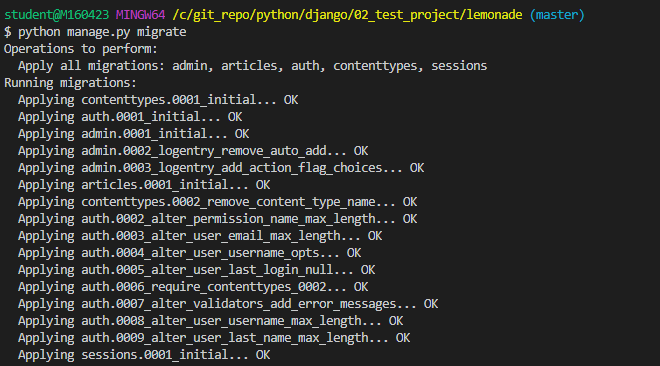 student@M160423 MINGW64 /c/git_repo/python/django/02_test_project/lemonade (master)
$ python manage.py migrate
Operations to perform:
  Apply all migrations: admin, articles, auth, contenttypes, sessions
Running migrations:
  Applying contenttypes.0001_initial... OK
  Applying auth.0001_initial... OK
  Applying admin.0001_initial... OK
  Applying admin.0002_logentry_remove_auto_add... OK
  Applying admin.0003_logentry_add_action_flag_choices... OK
  Applying articles.0001_initial... OK
  Applying contenttypes.0002_remove_content_type_name... OK
  Applying auth.0002_alter_permission_name_max_length... OK
  Applying auth.0003_alter_user_email_max_length... OK
  Applying auth.0004_alter_user_username_opts... OK
  Applying auth.0005_alter_user_last_login_null... OK
  Applying auth.0006_require_contenttypes_0002... OK
  Applying auth.0007_alter_validators_add_error_messages... OK
  Applying auth.0008_alter_user_username_max_length... OK
  Applying auth.0009_alter_user_last_name_max_length... OK
  Applying sessions.0001_initial... OK